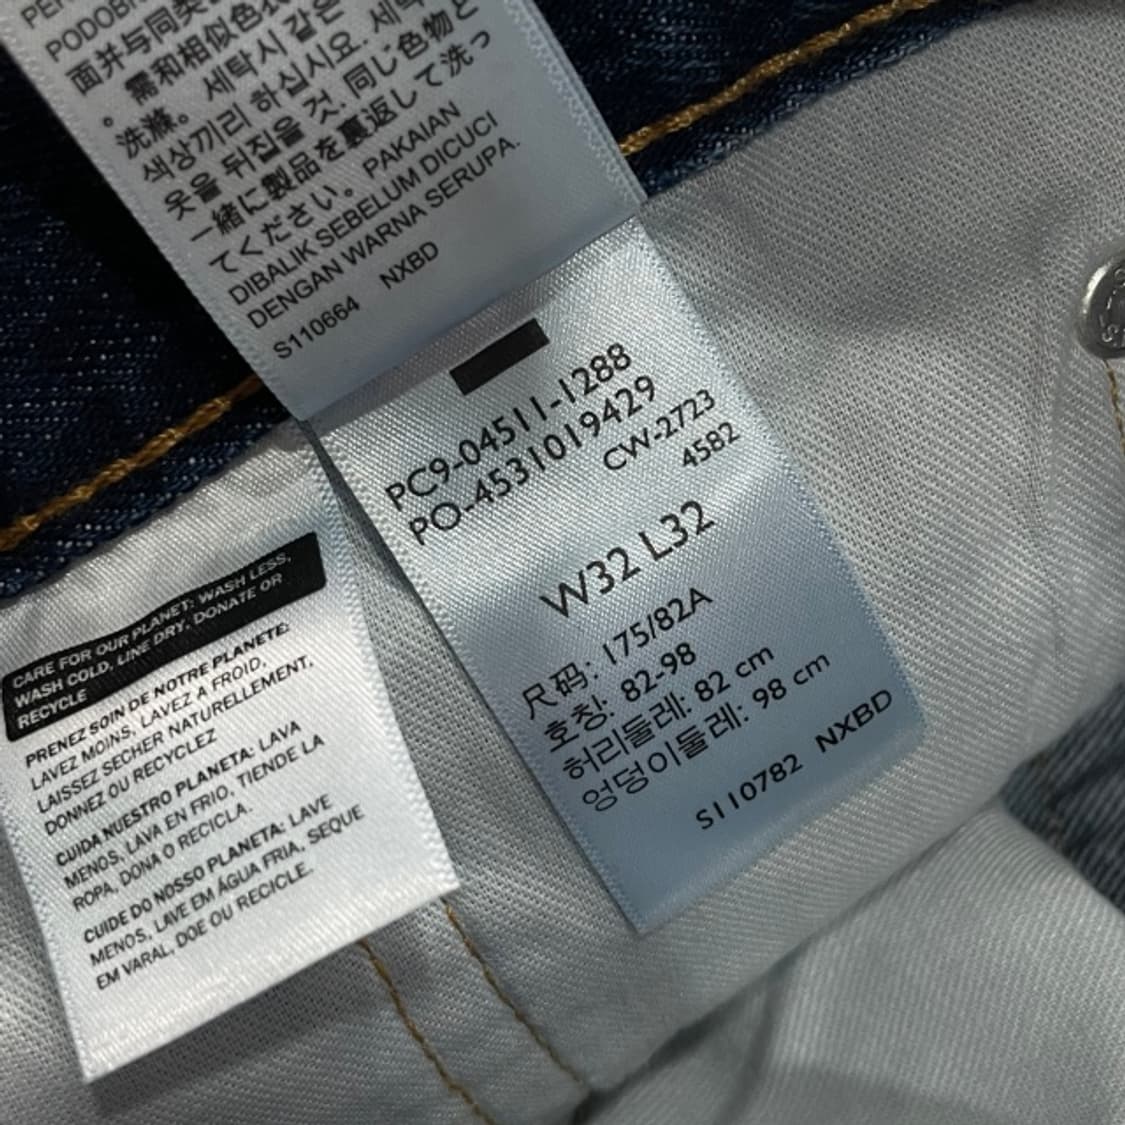 PODOBN
面并与同类
需和相似色衣
。洗滌。 세탁시 같은
색상끼리 하십시요. 세탁
옷을 뒤집을 것. 同じ色物と
一緒に製品を裏返して洗っ
てください。 PAKAIAN
DIBALIK SEBELUM DICUCI
DENGAN WARNA SERUPA.
S110664 NXBD
PC9-04511-1288
PO-4531019429
CW-2723
4582
W32 L32
尺码: 175/82A
호칭: 82-98
허리둘레: 82 cm
엉덩이둘레: 98 cm
S110782 NXBD
CARE FOR OUR PLANET: WASH LESS,
WASH COLD, LINE DRY, DONATE OR
RECYCLE
PRENEZ SOIN DE NOTRE PLANETE:
LAVEZ MOINS, LAVEZ A FROID,
LAISSEZ SECHER NATURELLEMENT,
DONNEZ OU RECYCLEZ
CUIDA NUESTRO PLANETA: LAVA
MENOS, LAVA EN FRIO, TIENDE LA
ROPA, DONA O RECICLA.
CUIDE DO NOSSO PLANETA: LAVE
MENOS, LAVE EM ÁGUA FRIA, SEQUE
EM VARAL, DOE OU RECICLE.